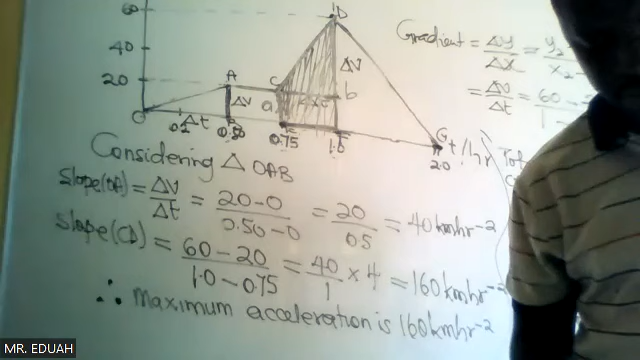 60
40
20
O
A
C
D
a
b
ΔV
ΔV
Δt
0.50
0.75
1.0
2.0
t/hr
Gradient = Δy/Δx = y2
x2-
= Δv/Δt = 60-
1-
Considering Δ OAB
Slope(OA) = ΔV/Δt = 20-0/0.50-0 = 20/0.5 = 40kmhr-2
Slope(CD) = 60-20/1.0-0.75 = 40/1 × 4 = 160kmhr-2
∴ maximum acceleration is 160kmhr-2
MR. EDUAH